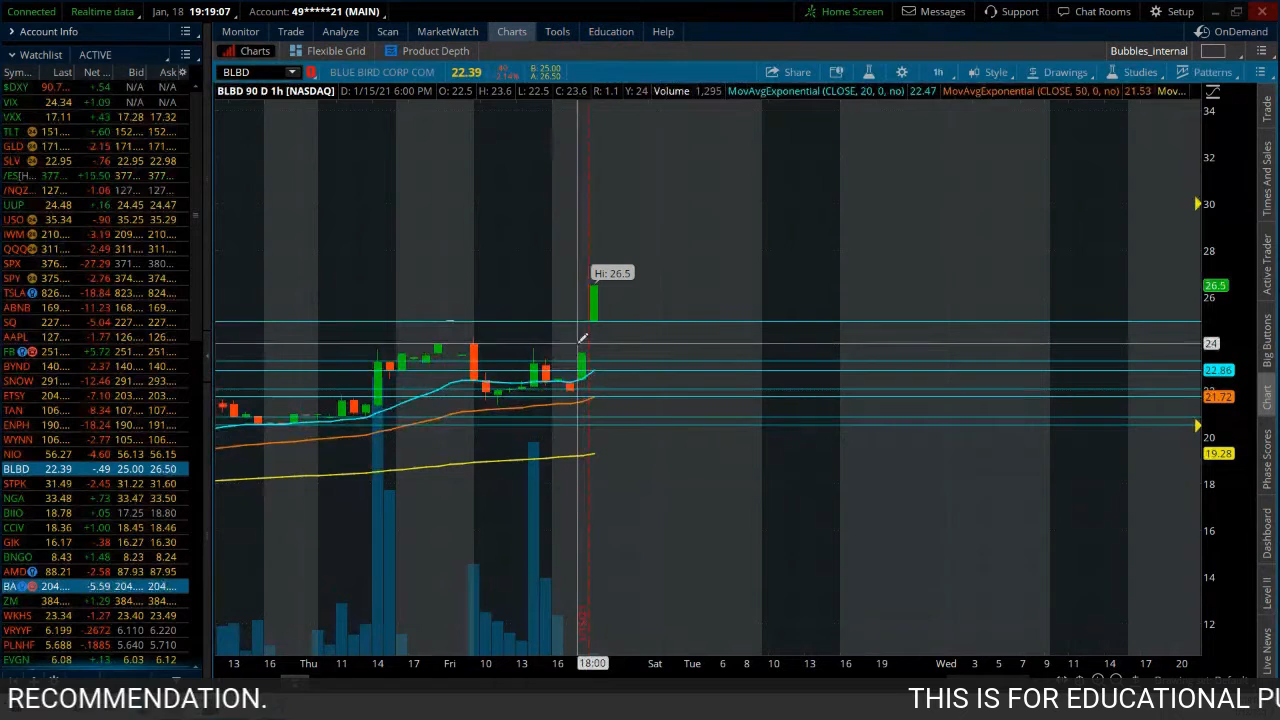 Connected Realtime data Jan, 18 19:19:07 Account: 49*****21 (MAIN) Home Screen Messages Support Chat Rooms Setup
Account Info Monitor Trade Analyze Scan MarketWatch Charts Tools Education Help OnDemand
Watchlist ACTIVE Charts Flexible Grid Product Depth Bubbles_Internal
Sym... Last Net ... Bid Ask BLBD BLUE BIRD CORP COM 22.39 B: 25.00 A: 26.50 Share 1h Style Drawings Studies Patterns
BLBD 90 D 1h [NASDAQ] D: 1/15/21 6:00 PM O: 22.5 H: 23.6 L: 22.5 C: 23.6 R: 1.1 Y: 24 Volume 1,295 MovAvgExponential (CLOSE, 20, 0, no) 22.47 MovAvgExponential (CLOSE, 50, 0, no) 21.53 Mov...
$DXY 90.7... +.54 N/A N/A
VIX 24.34 +1.09 N/A N/A
VXX 17.11 +.43 17.28 17.32
TLT 151.... +.60 152.... 152....
GLD 171.... -2.15 171.... 171....
SLV 22.95 -.76 22.95 22.98
/ES[H... 377... +15.50 377... 377...
/NQZ... 127... -1.06 127... 127...
UUP 24.48 +.16 24.45 24.47
USO 35.34 -.90 35.25 35.29
IWM 210.... -3.19 209.... 210....
QQQ 311.... -2.49 311.... 311....
SPX 376... -27.29 371... 376...
SPY 375.... -2.76 374.... 374....
TSLA 826.... -18.84 823.... 824....
ABNB 169.... -11.23 168.... 169....
SQ 227.... -5.04 227.... 227....
AAPL 127.... -1.77 126.... 126....
FB 251.... +5.72 251.... 251....
BYND 140.... -2.37 140.... 140....
SNOW 291.... -12.46 291.... 293....
ETSY 204.... -7.10 204.... 204....
TAN 106.... -8.34 107.... 109....
ENPH 190.... -18.24 190.... 191....
WYNN 106.... -2.77 105.... 106....
NIO 56.27 -4.60 56.13 56.15
BLBD 22.39 -.49 25.00 26.50
STPK 31.49 -2.45 31.22 31.60
NGA 33.48 +.73 33.47 33.50
BIIO 18.78 +.05 17.25 18.80
CCIV 18.36 +1.00 18.45 18.46
GIK 16.17 -.38 16.27 16.30
BNGO 8.43 +1.48 8.23 8.24
AMD 88.21 -2.58 87.93 87.95
BA 204.... -5.59 204.... 204....
ZM 384.... +1.29 384.... 384....
WKHS 23.34 -1.27 23.40 23.49
VRYYF 6.199 -.2672 6.110 6.220
PLNHF 5.688 -.1885 5.640 5.710
EVGN 6.08 +.13 6.03 6.12
Hi: 26.5
34
32
30
28
26.5
26
24
22.86
21.72
20
19.28
18
16
14
12
13 16 Thu 11 14 16 Fri 10 13 16 18:00 Sat Tue 8 10 13 16 19 Wed 3 5 7 9 11 14 17 20
Trade
Times And Sales
Active Trader
Big Buttons
Chart
Phase Scores
Dashboard
Level II
Live News
RECOMMENDATION. THIS IS FOR EDUCATIONAL PU